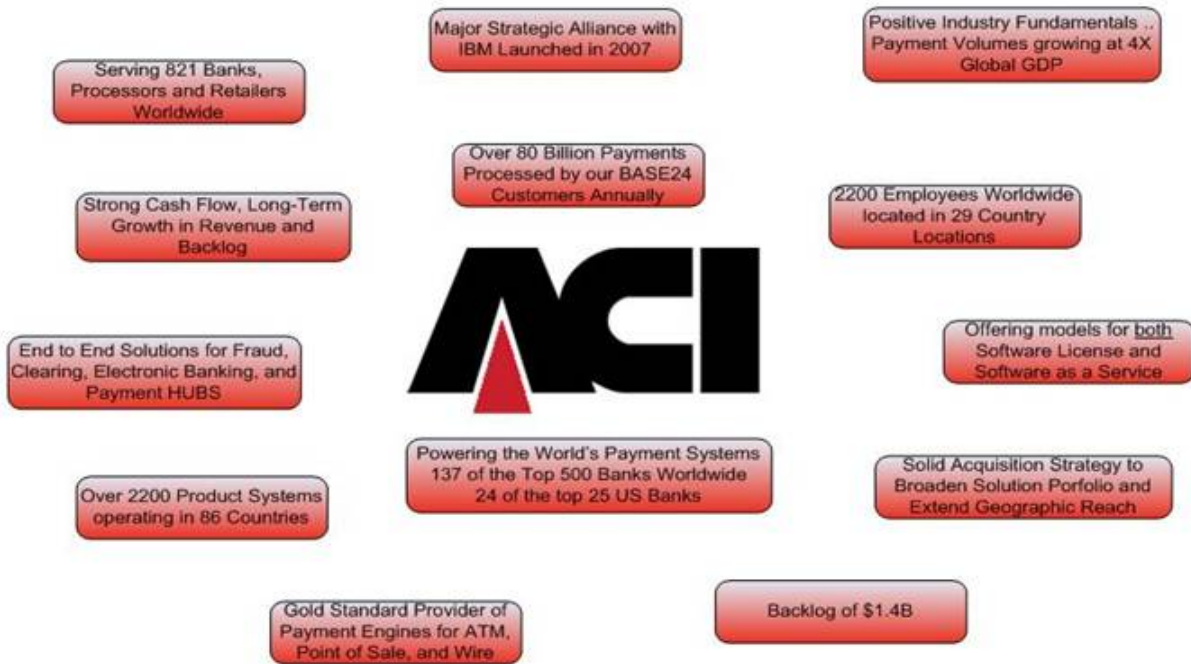 Major Strategic Alliance with
IBM Launched in 2007
Positive Industry Fundamentals ..
Payment Volumes growing at 4X
Global GDP
Serving 821 Banks,
Processors and Retailers
Worldwide
Over 80 Billion Payments
Processed by our BASE24
Customers Annually
2200 Employees Worldwide
located in 29 Country
Locations
Strong Cash Flow, Long-Term
Growth in Revenue and
Backlog
ACI
Offering models for both
Software License and
Software as a Service
End to End Solutions for Fraud,
Clearing, Electronic Banking, and
Payment HUBS
Powering the World's Payment Systems
137 of the Top 500 Banks Worldwide
24 of the top 25 US Banks
Solid Acquisition Strategy to
Broaden Solution Porfolio and
Extend Geographic Reach
Over 2200 Product Systems
operating in 86 Countries
Gold Standard Provider of
Payment Engines for ATM,
Point of Sale, and Wire
Backlog of $1.4B